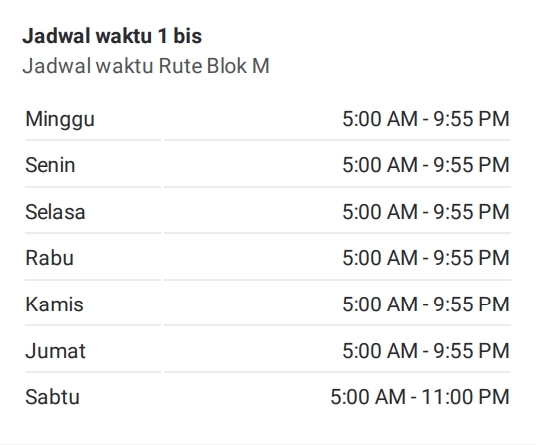 Jadwal waktu 1 bis
Jadwal waktu Rute Blok M
Minggu 5:00 AM - 9:55 PM
Senin 5:00 AM - 9:55 PM
Selasa 5:00 AM - 9:55 PM
Rabu 5:00 AM - 9:55 PM
Kamis 5:00 AM - 9:55 PM
Jumat 5:00 AM - 9:55 PM
Sabtu 5:00 AM - 11:00 PM